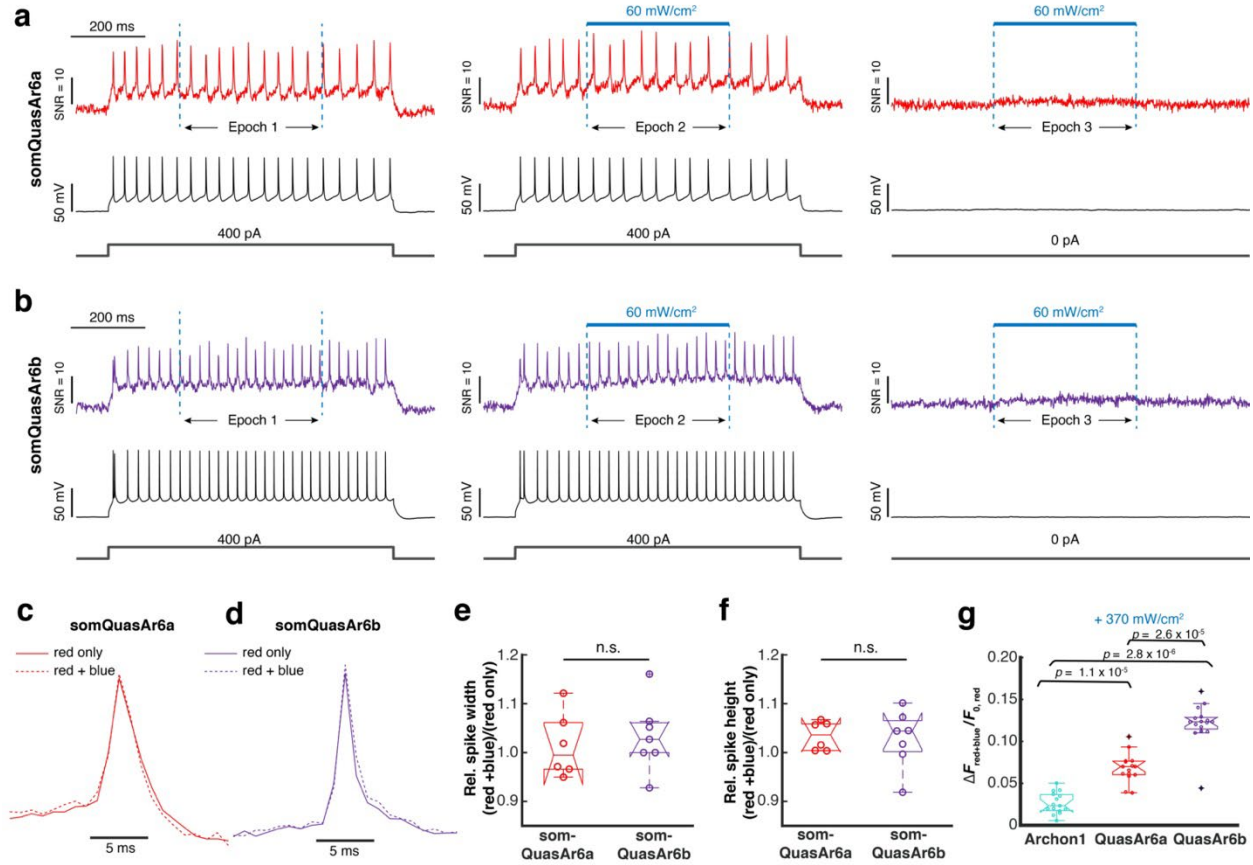 a
somQuasAr6a
200 ms
60 mW/cm²
60 mW/cm²
SNR = 10
SNR = 10
SNR = 10
Epoch 1
Epoch 2
Epoch 3
50 mV
50 mV
50 mV
400 pA
400 pA
0 pA
b
somQuasAr6b
200 ms
60 mW/cm²
60 mW/cm²
SNR = 10
SNR = 10
SNR = 10
Epoch 1
Epoch 2
Epoch 3
50 mV
50 mV
50 mV
400 pA
400 pA
0 pA
c
somQuasAr6a
red only
red + blue
5 ms
d
somQuasAr6b
red only
red + blue
5 ms
e
Rel. spike width
(red +blue)/(red only)
1.2
1.1
1.0
0.9
n.s.
som-
QuasAr6a
som-
QuasAr6b
f
Rel. spike height
(red +blue)/(red only)
1.2
1.1
1.0
0.9
n.s.
som-
QuasAr6a
som-
QuasAr6b
g
+ 370 mW/cm²
p = 2.6 x 10⁻⁵
p = 2.8 x 10⁻⁶
p = 1.1 x 10⁻⁵
ΔF red+blue/F 0, red
0.20
0.15
0.10
0.05
0
Archon1
QuasAr6a
QuasAr6b